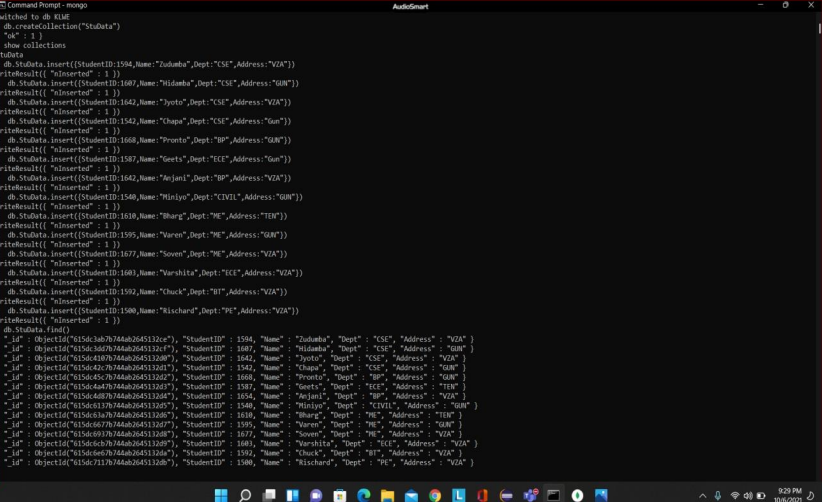 Command Prompt - mongo
AudioSmart
witched to db KLWE
db.createCollection("StuData")
"ok" : 1 }
show collections
tuData
db.StuData.insert({StudentID:1594,Name:"Zudumba",Dept:"CSE",Address:"VZA"})
riteResult({ "nInserted" : 1 })
db.StuData.insert({StudentID:1607,Name:"Hidamba",Dept:"CSE",Address:"GUN"})
riteResult({ "nInserted" : 1 })
db.StuData.insert({StudentID:1642,Name:"Jyoto",Dept:"CSE",Address:"VZA"})
riteResult({ "nInserted" : 1 })
db.StuData.insert({StudentID:1542,Name:"Chapa",Dept:"CSE",Address:"Gun"})
riteResult({ "nInserted" : 1 })
db.StuData.insert({StudentID:1668,Name:"Pronto",Dept:"BP",Address:"GUN"})
riteResult({ "nInserted" : 1 })
db.StuData.insert({StudentID:1587,Name:"Geets",Dept:"ECE",Address:"Gun"})
riteResult({ "nInserted" : 1 })
db.StuData.insert({StudentID:1642,Name:"Anjani",Dept:"BP",Address:"VZA"})
riteResult({ "nInserted" : 1 })
db.StuData.insert({StudentID:1540,Name:"Miniyo",Dept:"CIVIL",Address:"GUN"})
riteResult({ "nInserted" : 1 })
db.StuData.insert({StudentID:1610,Name:"Bharg",Dept:"ME",Address:"TEN"})
riteResult({ "nInserted" : 1 })
db.StuData.insert({StudentID:1595,Name:"Varen",Dept:"ME",Address:"GUN"})
riteResult({ "nInserted" : 1 })
db.StuData.insert({StudentID:1677,Name:"Soven",Dept:"ME",Address:"VZA"})
riteResult({ "nInserted" : 1 })
db.StuData.insert({StudentID:1603,Name:"Varshita",Dept:"ECE",Address:"VZA"})
riteResult({ "nInserted" : 1 })
db.StuData.insert({StudentID:1592,Name:"Chuck",Dept:"BT",Address:"VZA"})
riteResult({ "nInserted" : 1 })
db.StuData.insert({StudentID:1500,Name:"Rischard",Dept:"PE",Address:"VZA"})
riteResult({ "nInserted" : 1 })
db.StuData.find()
"_id" : ObjectId("615dc3ab7b744ab2645132ce"), "StudentID" : 1594, "Name" : "Zudumba", "Dept" : "CSE", "Address" : "VZA" }
"_id" : ObjectId("615dc3dd7b744ab2645132cf"), "StudentID" : 1607, "Name" : "Hidamba", "Dept" : "CSE", "Address" : "GUN" }
"_id" : ObjectId("615dc4107b744ab2645132d0"), "StudentID" : 1642, "Name" : "Jyoto", "Dept" : "CSE", "Address" : "VZA" }
"_id" : ObjectId("615dc42c7b744ab2645132d1"), "StudentID" : 1542, "Name" : "Chapa", "Dept" : "CSE", "Address" : "GUN" }
"_id" : ObjectId("615dc45c7b744ab2645132d2"), "StudentID" : 1668, "Name" : "Pronto", "Dept" : "BP", "Address" : "GUN" }
"_id" : ObjectId("615dc4a47b744ab2645132d3"), "StudentID" : 1587, "Name" : "Geets", "Dept" : "ECE", "Address" : "TEN" }
"_id" : ObjectId("615dc4d87b744ab2645132d4"), "StudentID" : 1654, "Name" : "Anjani", "Dept" : "BP", "Address" : "VZA" }
"_id" : ObjectId("615dc6137b744ab2645132d5"), "StudentID" : 1540, "Name" : "Miniyo", "Dept" : "CIVIL", "Address" : "GUN" }
"_id" : ObjectId("615dc63a7b744ab2645132d6"), "StudentID" : 1610, "Name" : "Bharg", "Dept" : "ME", "Address" : "TEN" }
"_id" : ObjectId("615dc6677b744ab2645132d7"), "StudentID" : 1595, "Name" : "Varen", "Dept" : "ME", "Address" : "GUN" }
"_id" : ObjectId("615dc6937b744ab2645132d8"), "StudentID" : 1677, "Name" : "Soven", "Dept" : "ME", "Address" : "VZA" }
"_id" : ObjectId("615dc6cb7b744ab2645132d9"), "StudentID" : 1603, "Name" : "Varshita", "Dept" : "ECE", "Address" : "VZA" }
"_id" : ObjectId("615dc6e67b744ab2645132da"), "StudentID" : 1592, "Name" : "Chuck", "Dept" : "BT", "Address" : "VZA" }
"_id" : ObjectId("615dc7117b744ab2645132db"), "StudentID" : 1500, "Name" : "Rischard", "Dept" : "PE", "Address" : "VZA" }
9:29 PM
10/6/2021